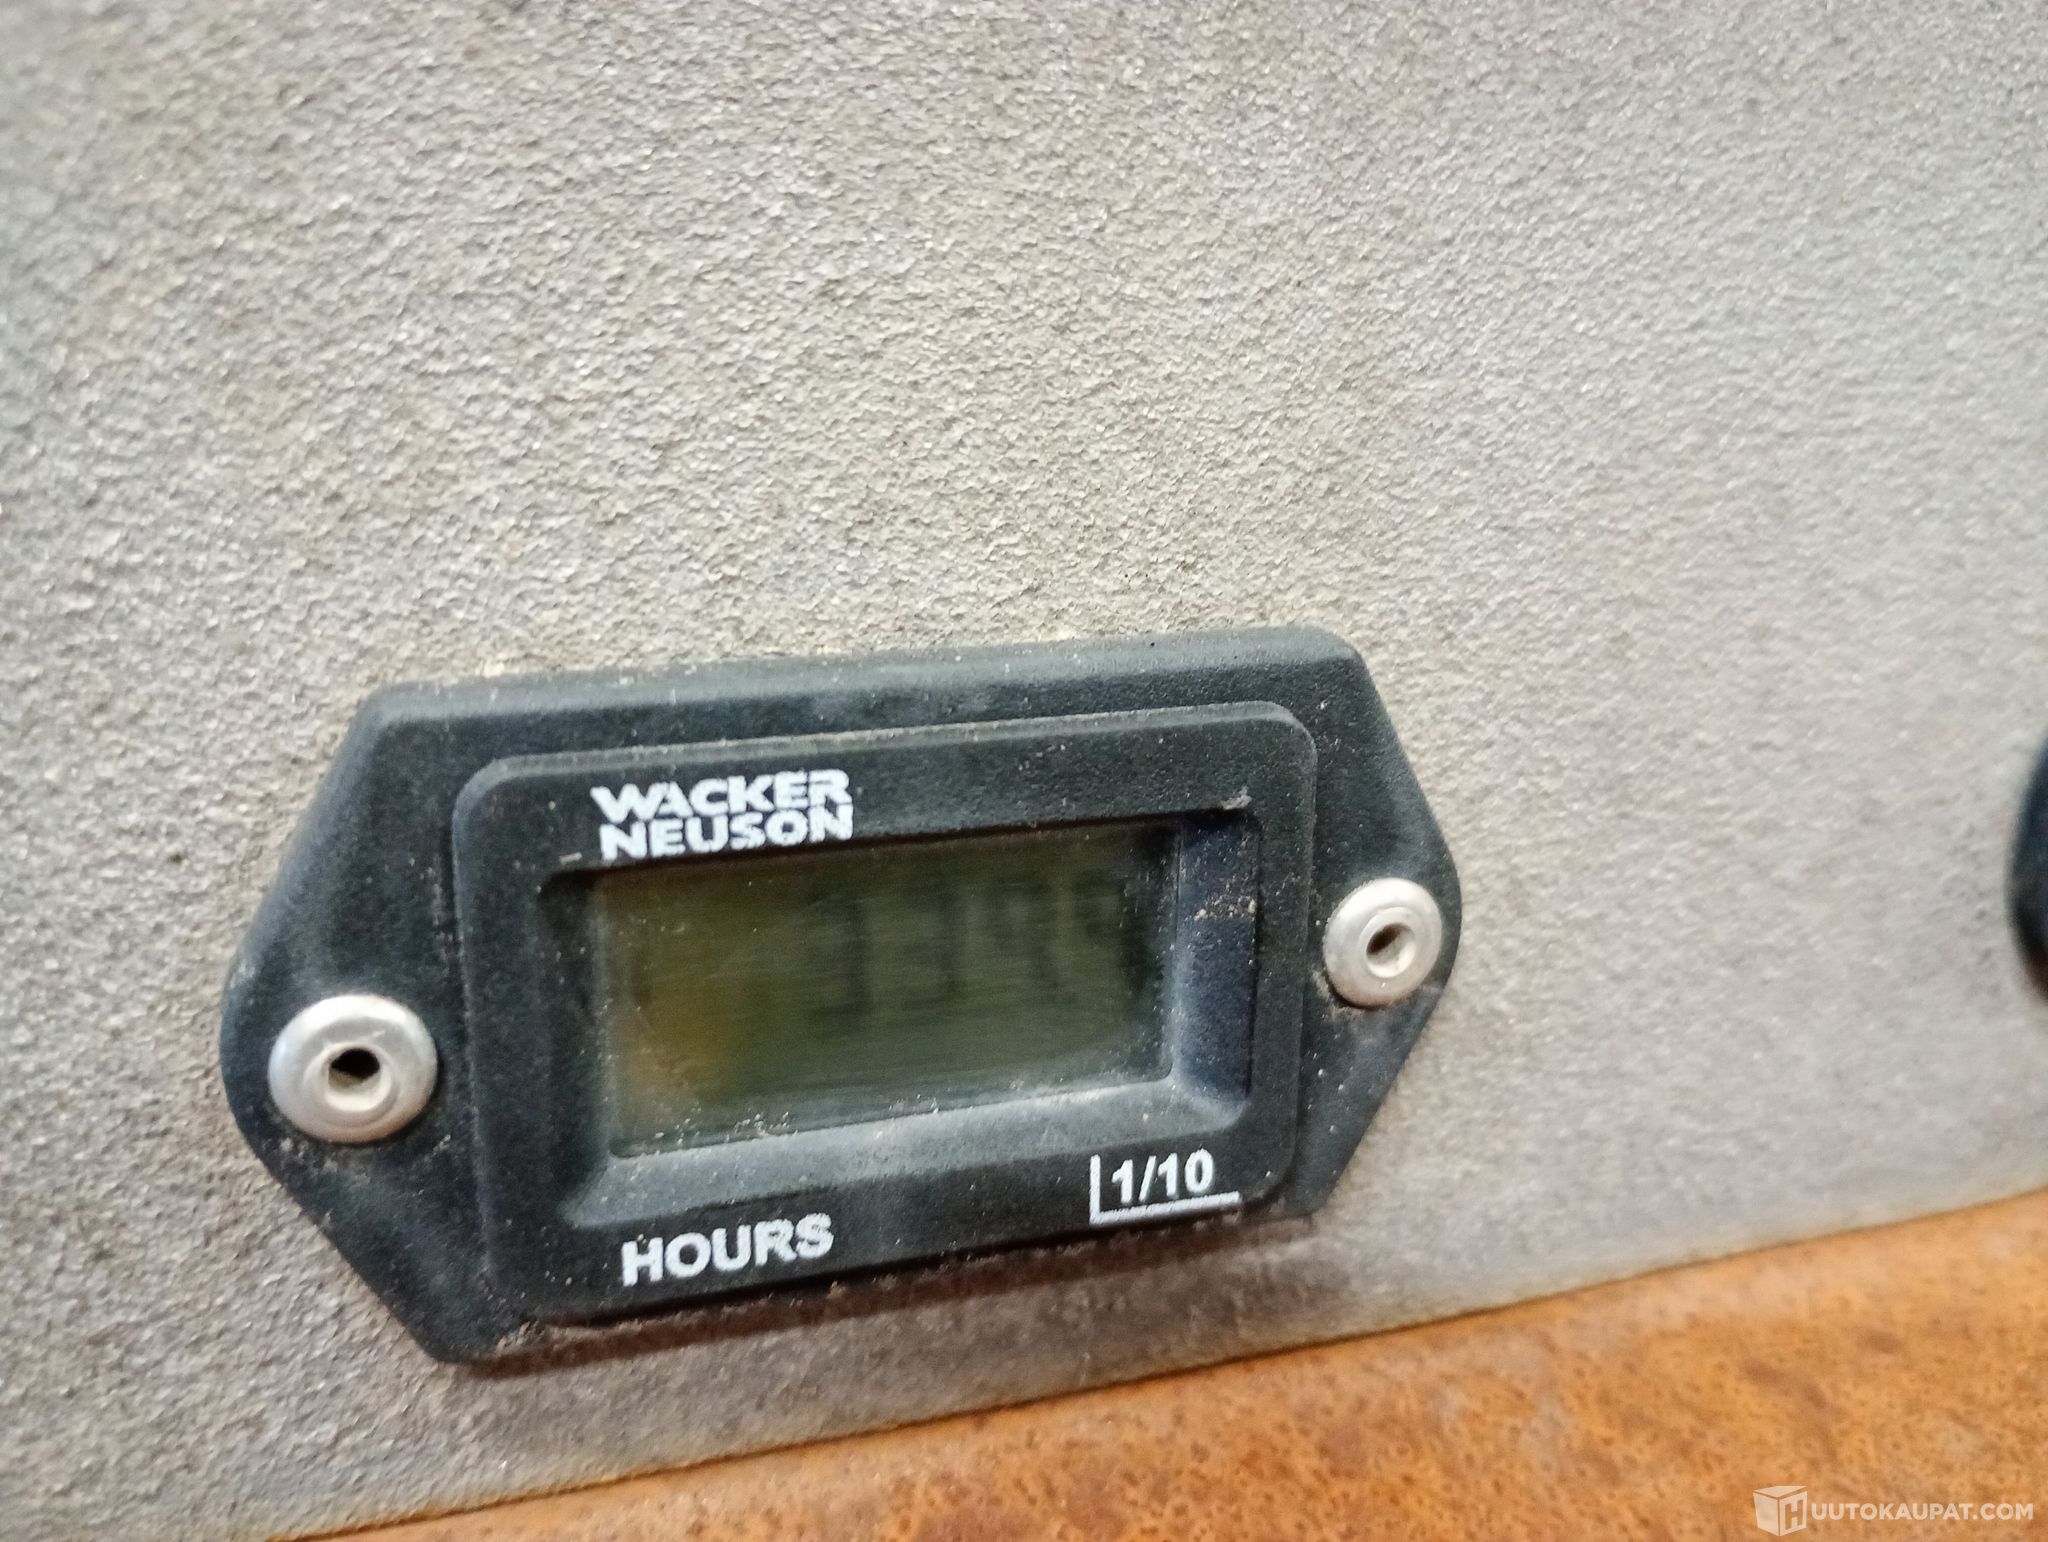 WACKER
NEUSON
1/10
HOURS
HUUTOKAUPAT.COM